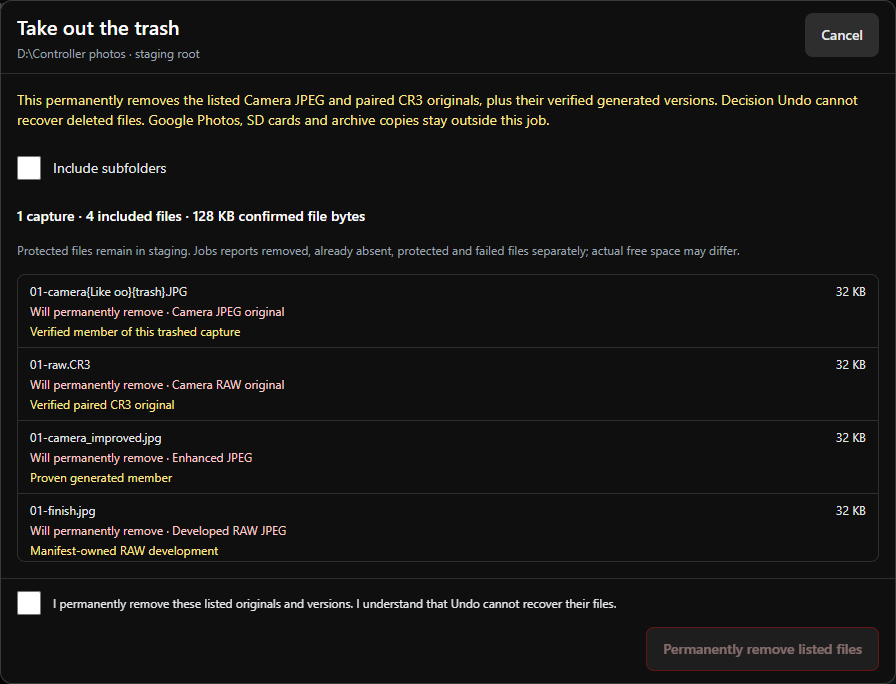 Take out the trash
D:\Controller photos · staging root
Cancel
This permanently removes the listed Camera JPEG and paired CR3 originals, plus their verified generated versions. Decision Undo cannot
recover deleted files. Google Photos, SD cards and archive copies stay outside this job.
Include subfolders
1 capture · 4 included files · 128 KB confirmed file bytes
Protected files remain in staging. Jobs reports removed, already absent, protected and failed files separately; actual free space may differ.
01-camera{Like oo}{trash}.JPG
32 KB
Will permanently remove · Camera JPEG original
Verified member of this trashed capture
01-raw.CR3
32 KB
Will permanently remove · Camera RAW original
Verified paired CR3 original
01-camera_improved.jpg
32 KB
Will permanently remove · Enhanced JPEG
Proven generated member
01-finish.jpg
32 KB
Will permanently remove · Developed RAW JPEG
Manifest-owned RAW development
I permanently remove these listed originals and versions. I understand that Undo cannot recover their files.
Permanently remove listed files